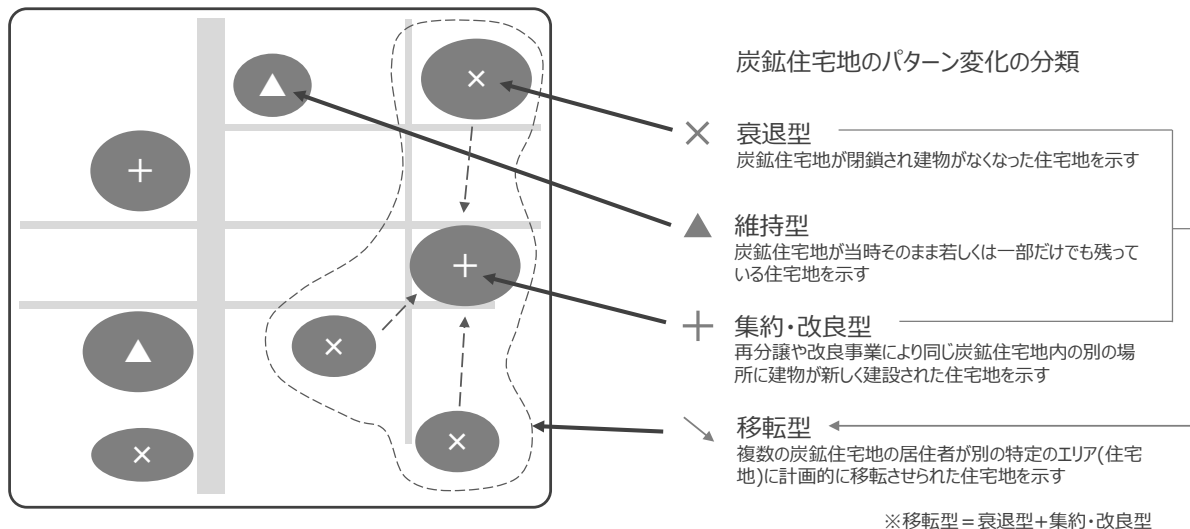 炭鉱住宅地のパターン変化の分類
衰退型
炭鉱住宅地が閉鎖され建物がなくなった住宅地を示す
維持型
炭鉱住宅地が当時そのまま若しくは一部だけでも残って
いる住宅地を示す
集約・改良型
再分譲や改良事業により同じ炭鉱住宅地内の別の場
所に建物が新しく建設された住宅地を示す
移転型
複数の炭鉱住宅地の居住者が別の特定のエリア(住宅
地)に計画的に移転させられた住宅地を示す
※移転型＝衰退型+集約・改良型